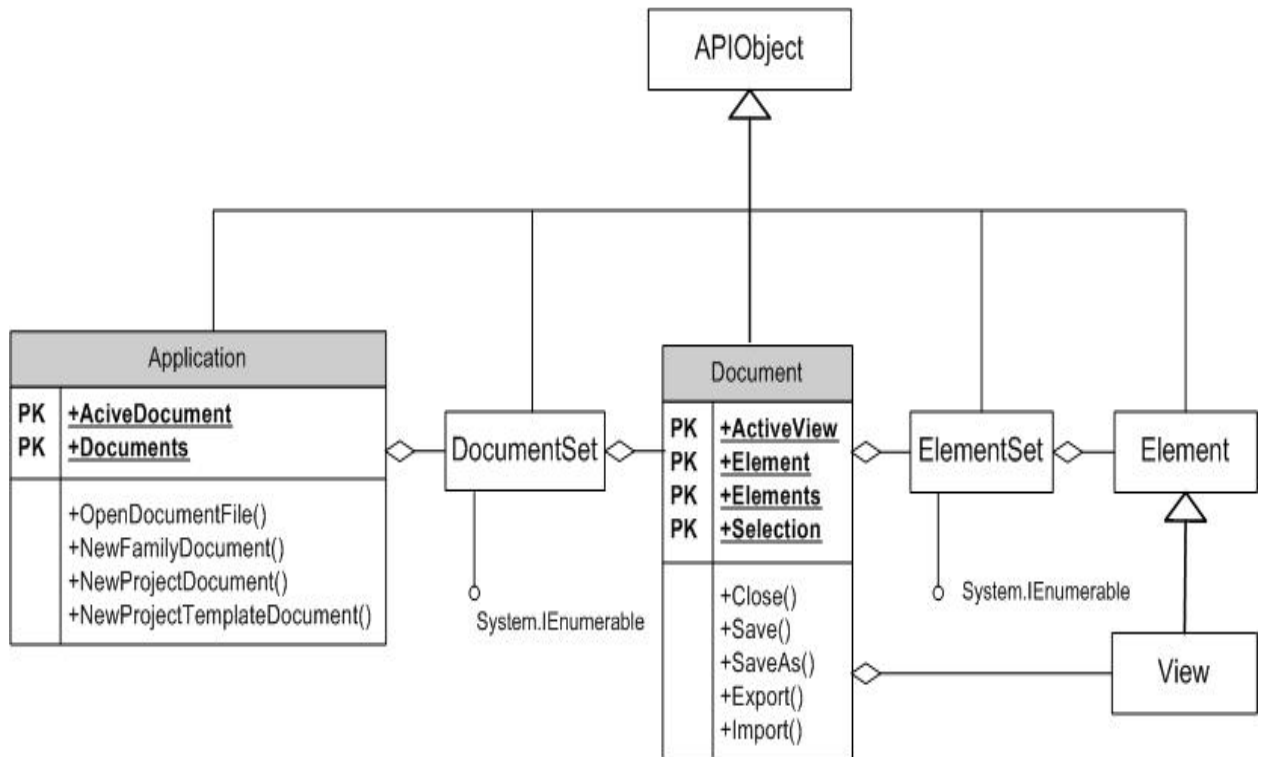 APIObject
Application
PK +AciveDocument
PK +Documents
+OpenDocumentFile()
+NewFamilyDocument()
+NewProjectDocument()
+NewProjectTemplateDocument()
DocumentSet
System.IEnumerable
Document
PK +ActiveView
PK +Element
PK +Elements
PK +Selection
+Close()
+Save()
+SaveAs()
+Export()
+Import()
ElementSet
System.IEnumerable
Element
View